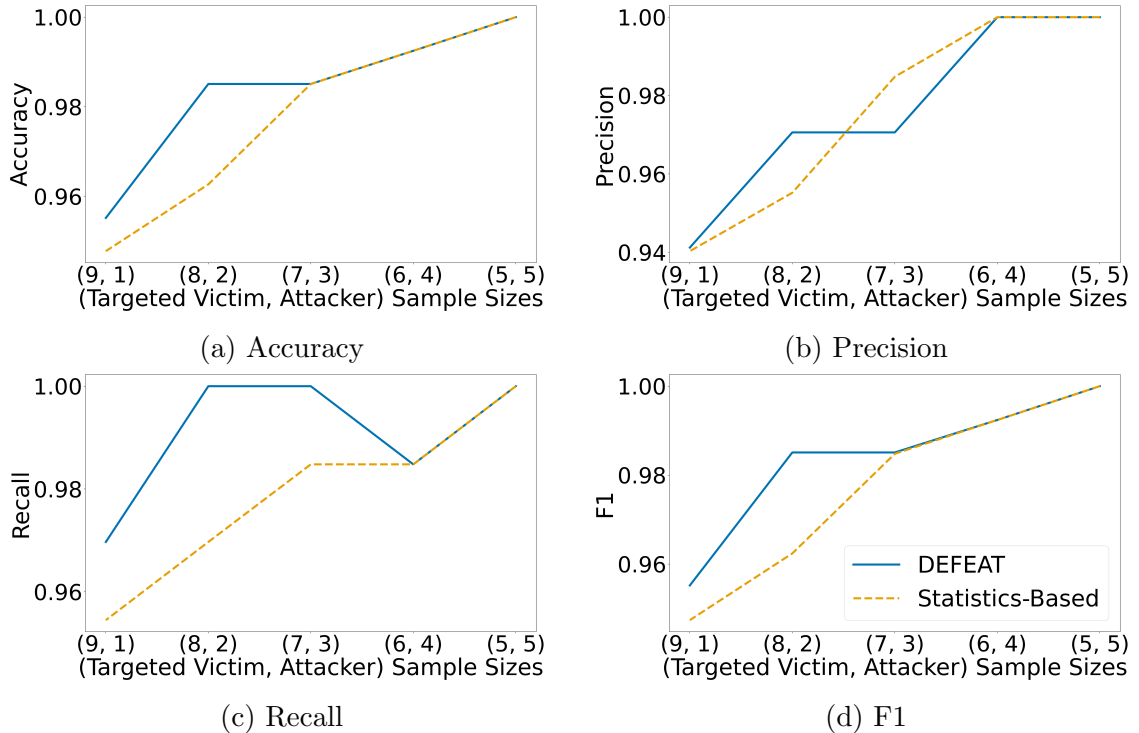 1.00
0.98
0.96
Accuracy
(9, 1) (8, 2) (7, 3) (6, 4) (5, 5)
(Targeted Victim, Attacker) Sample Sizes
(a) Accuracy
1.00
0.98
0.96
0.94
Precision
(9, 1) (8, 2) (7, 3) (6, 4) (5, 5)
(Targeted Victim, Attacker) Sample Sizes
(b) Precision
1.00
0.98
0.96
Recall
(9, 1) (8, 2) (7, 3) (6, 4) (5, 5)
(Targeted Victim, Attacker) Sample Sizes
(c) Recall
1.00
0.98
0.96
F1
DEFEAT
Statistics-Based
(9, 1) (8, 2) (7, 3) (6, 4) (5, 5)
(Targeted Victim, Attacker) Sample Sizes
(d) F1